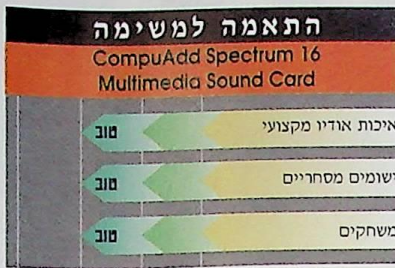 התאמה למשימה
CompuAdd Spectrum 16
Multimedia Sound Card
איכות אודיו מקצועי
טוב
ישומים מסחריים
טוב
משחקים
טוב